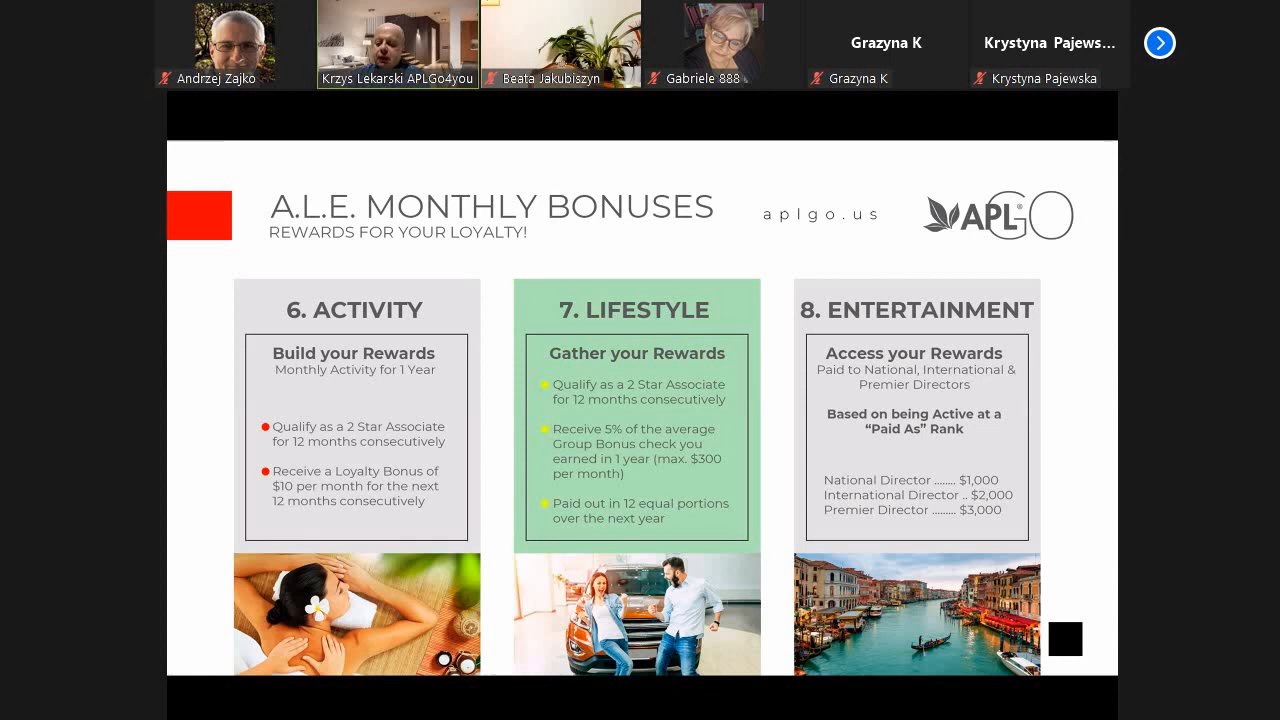 Grazyna K
Krystyna Pajews...
Andrzej Zajko
Krzys Lekarski APLGo4you
Beata Jakubiszyn
Gabriele 888
Grazyna K
Krystyna Pajewska
A.L.E. MONTHLY BONUSES
REWARDS FOR YOUR LOYALTY!
aplgo.us
APL® GO
6. ACTIVITY
Build your Rewards
Monthly Activity for 1 Year
Qualify as a 2 Star Associate
for 12 months consecutively
Receive a Loyalty Bonus of
$10 per month for the next
12 months consecutively
7. LIFESTYLE
Gather your Rewards
Qualify as a 2 Star Associate
for 12 months consecutively
Receive 5% of the average
Group Bonus check you
earned in 1 year (max. $300
per month)
Paid out in 12 equal portions
over the next year
8. ENTERTAINMENT
Access your Rewards
Paid to National, International &
Premier Directors
Based on being Active at a
“Paid As” Rank
National Director ........ $1,000
International Director .. $2,000
Premier Director ......... $3,000